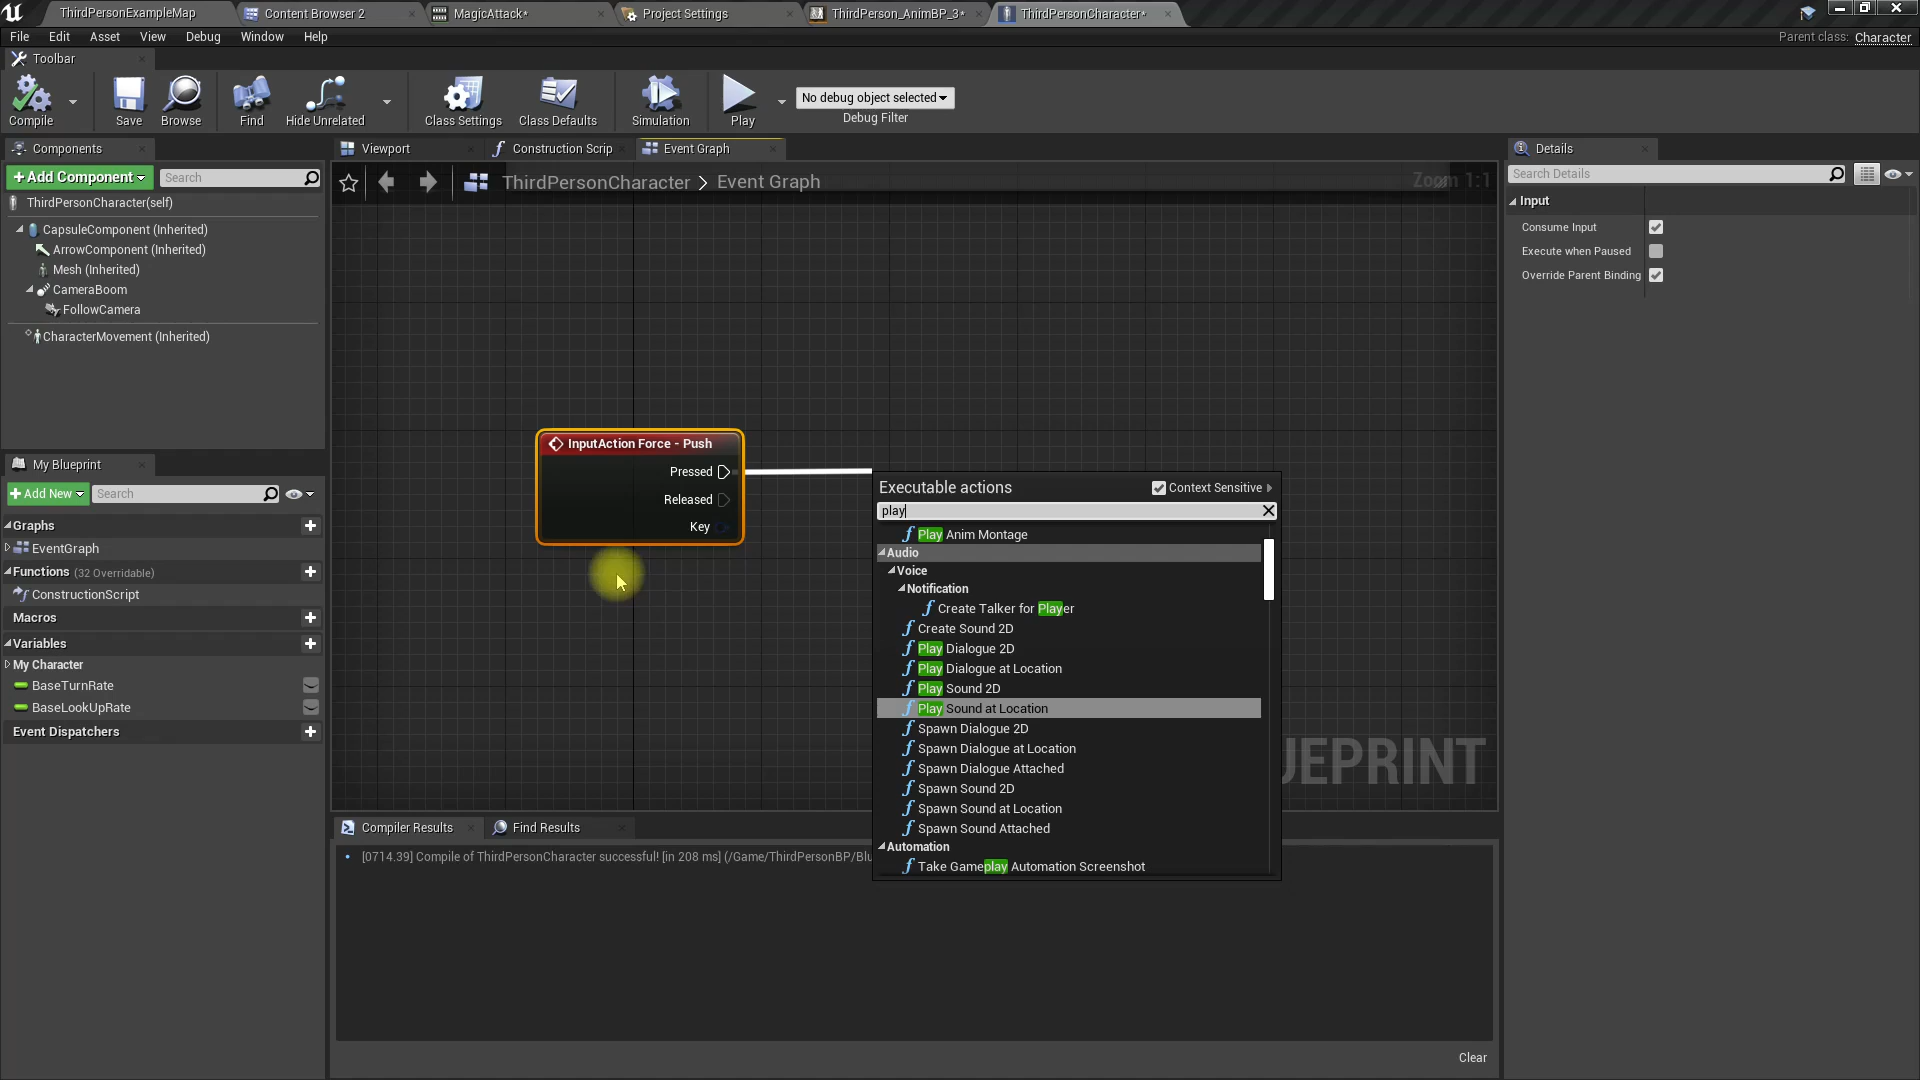 ThirdPersonExampleMap
Content Browser 2
MagicAttack*
Project Settings
ThirdPerson_AnimBP_3*
ThirdPersonCharacter*
File Edit Asset View Debug Window Help
Parent class: Character
Toolbar
Compile
Save
Browse
Find
Hide Unrelated
Class Settings
Class Defaults
Simulation
Play
No debug object selected
Debug Filter
Components
Add Component
Search
ThirdPersonCharacter(self)
CapsuleComponent (Inherited)
ArrowComponent (Inherited)
Mesh (Inherited)
CameraBoom
FollowCamera
CharacterMovement (Inherited)
My Blueprint
Add New
Search
Graphs
EventGraph
Functions (32 Overridable)
ConstructionScript
Macros
Variables
My Character
BaseTurnRate
BaseLookUpRate
Event Dispatchers
Viewport
Construction Scrip
Event Graph
ThirdPersonCharacter > Event Graph
Zoom 1:1
InputAction Force - Push
Pressed
Released
Key
Executable actions
Context Sensitive
play
Play Anim Montage
Audio
Voice
Notification
Create Talker for Player
Create Sound 2D
Play Dialogue 2D
Play Dialogue at Location
Play Sound 2D
Play Sound at Location
Spawn Dialogue 2D
Spawn Dialogue at Location
Spawn Dialogue Attached
Spawn Sound 2D
Spawn Sound at Location
Spawn Sound Attached
Automation
Take Gameplay Automation Screenshot
UEPRINT
Compiler Results
Find Results
[0714.39] Compile of ThirdPersonCharacter successful! [in 208 ms] (/Game/ThirdPersonBP/Blu
Clear
Details
Search Details
Input
Consume Input
Execute when Paused
Override Parent Binding